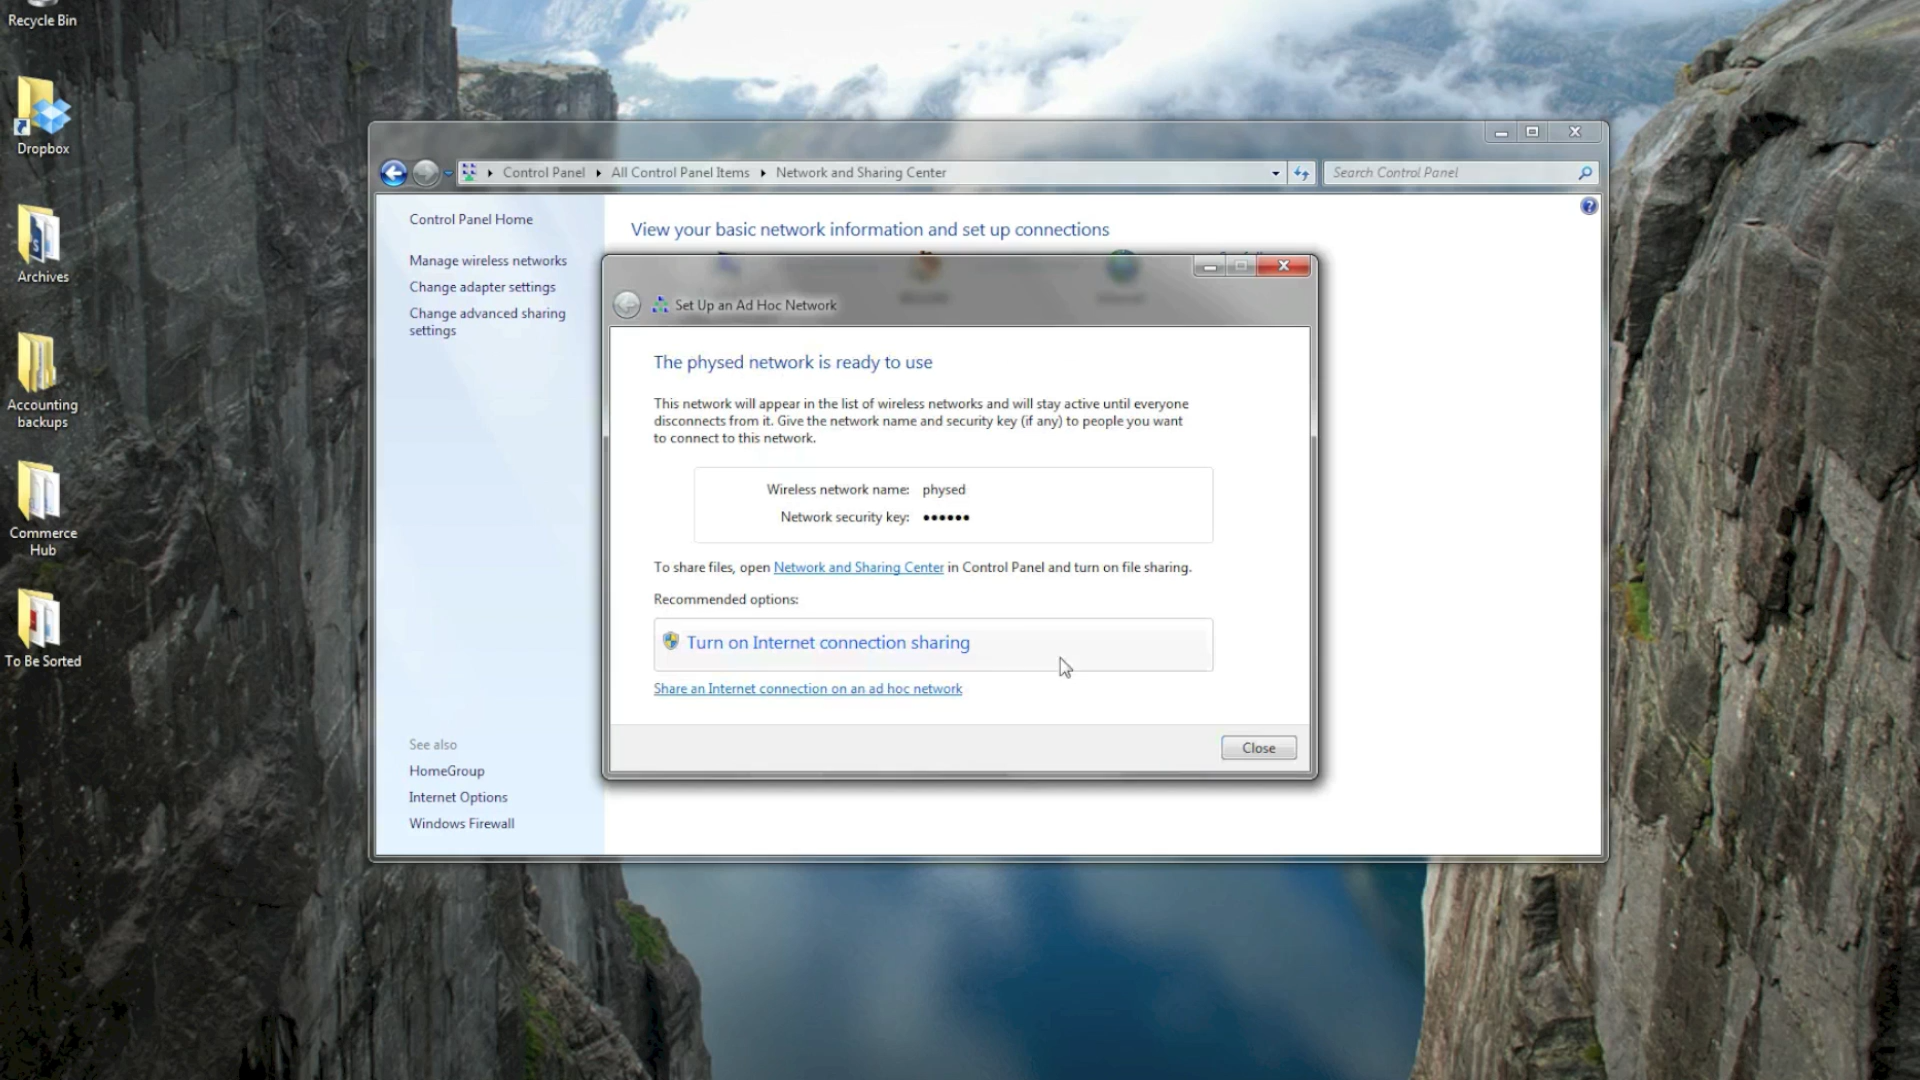 Recycle Bin
Dropbox
Archives
Accounting
backups
Commerce
Hub
To Be Sorted
Control Panel
All Control Panel Items
Network and Sharing Center
Search Control Panel
Control Panel Home
Manage wireless networks
Change adapter settings
Change advanced sharing
settings
See also
HomeGroup
Internet Options
Windows Firewall
View your basic network information and set up connections
Set Up an Ad Hoc Network
The physed network is ready to use
This network will appear in the list of wireless networks and will stay active until everyone
disconnects from it. Give the network name and security key (if any) to people you want
to connect to this network.
Wireless network name: physed
Network security key: ••••••
To share files, open Network and Sharing Center in Control Panel and turn on file sharing.
Recommended options:
Turn on Internet connection sharing
Share an Internet connection on an ad hoc network
Close